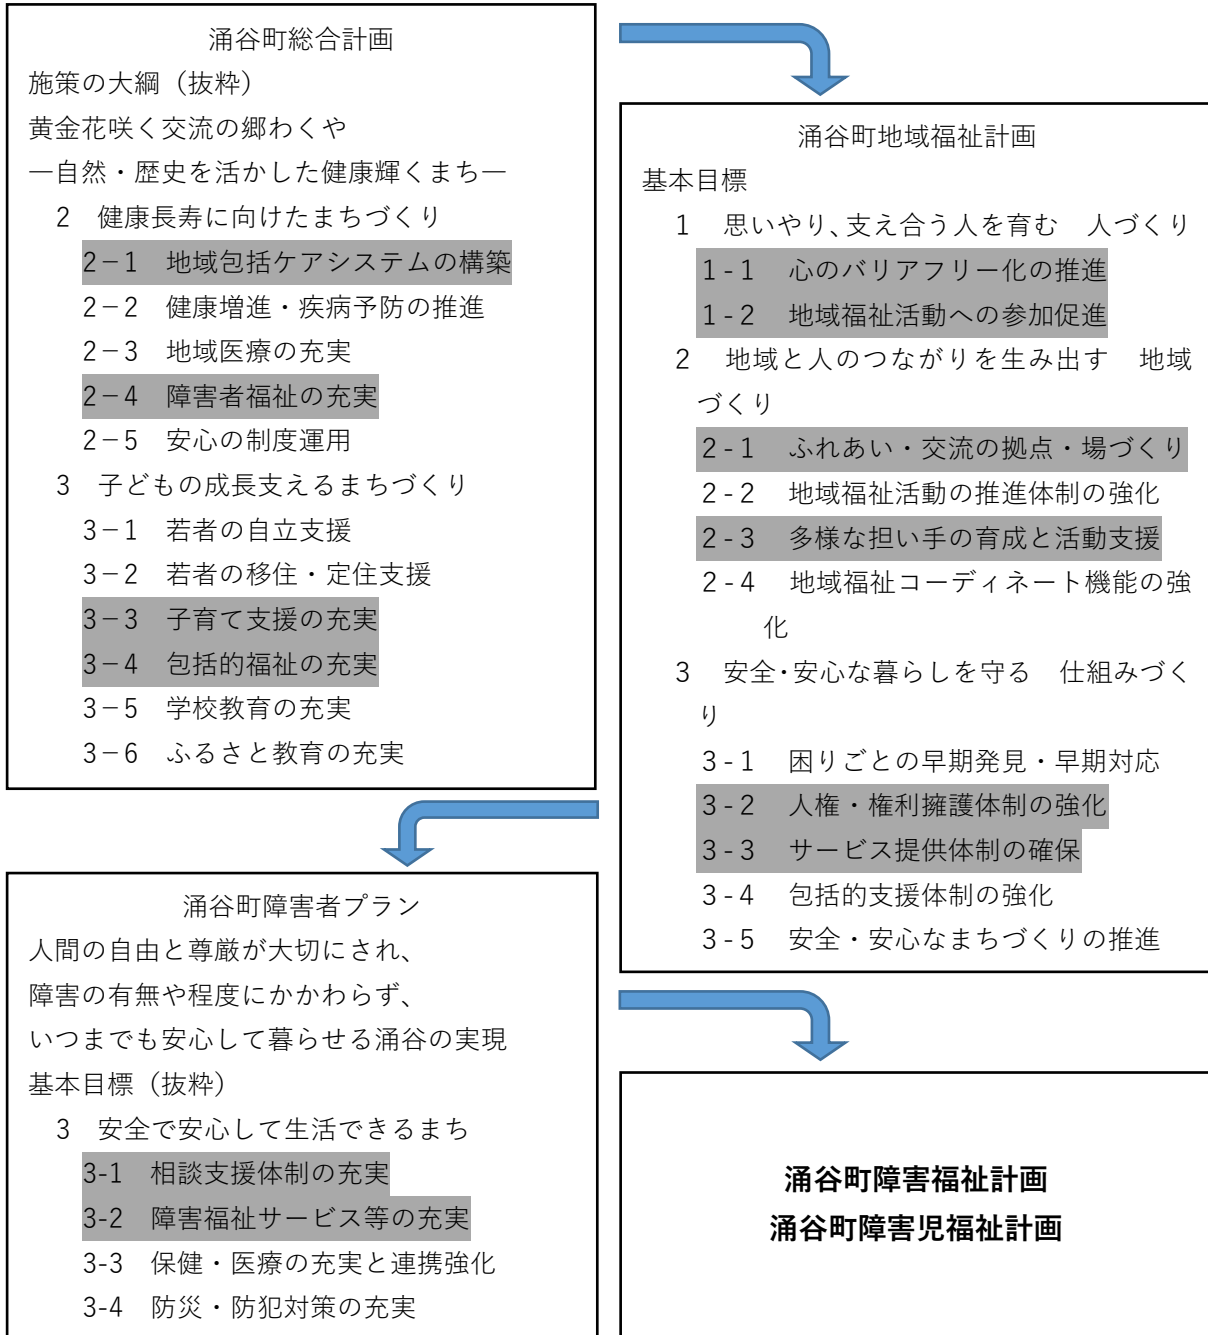 涌谷町総合計画
施策の大綱（抜粋）
黄金花咲く交流の郷わくや
―自然・歴史を活かした健康輝くまち―
2　健康長寿に向けたまちづくり
2－1　地域包括ケアシステムの構築
2－2　健康増進・疾病予防の推進
2－3　地域医療の充実
2－4　障害者福祉の充実
2－5　安心の制度運用
3　子どもの成長支えるまちづくり
3－1　若者の自立支援
3－2　若者の移住・定住支援
3－3　子育て支援の充実
3－4　包括的福祉の充実
3－5　学校教育の充実
3－6　ふるさと教育の充実
涌谷町地域福祉計画
基本目標
1　思いやり、支え合う人を育む　人づくり
1-1　心のバリアフリー化の推進
1-2　地域福祉活動への参加促進
2　地域と人のつながりを生み出す　地域
づくり
2-1　ふれあい・交流の拠点・場づくり
2-2　地域福祉活動の推進体制の強化
2-3　多様な担い手の育成と活動支援
2-4　地域福祉コーディネート機能の強
化
3　安全・安心な暮らしを守る　仕組みづく
り
3-1　困りごとの早期発見・早期対応
3-2　人権・権利擁護体制の強化
3-3　サービス提供体制の確保
3-4　包括的支援体制の強化
3-5　安全・安心なまちづくりの推進
涌谷町障害者プラン
人間の自由と尊厳が大切にされ、
障害の有無や程度にかかわらず、
いつまでも安心して暮らせる涌谷の実現
基本目標（抜粋）
3　安全で安心して生活できるまち
3-1　相談支援体制の充実
3-2　障害福祉サービス等の充実
3-3　保健・医療の充実と連携強化
3-4　防災・防犯対策の充実
涌谷町障害福祉計画
涌谷町障害児福祉計画